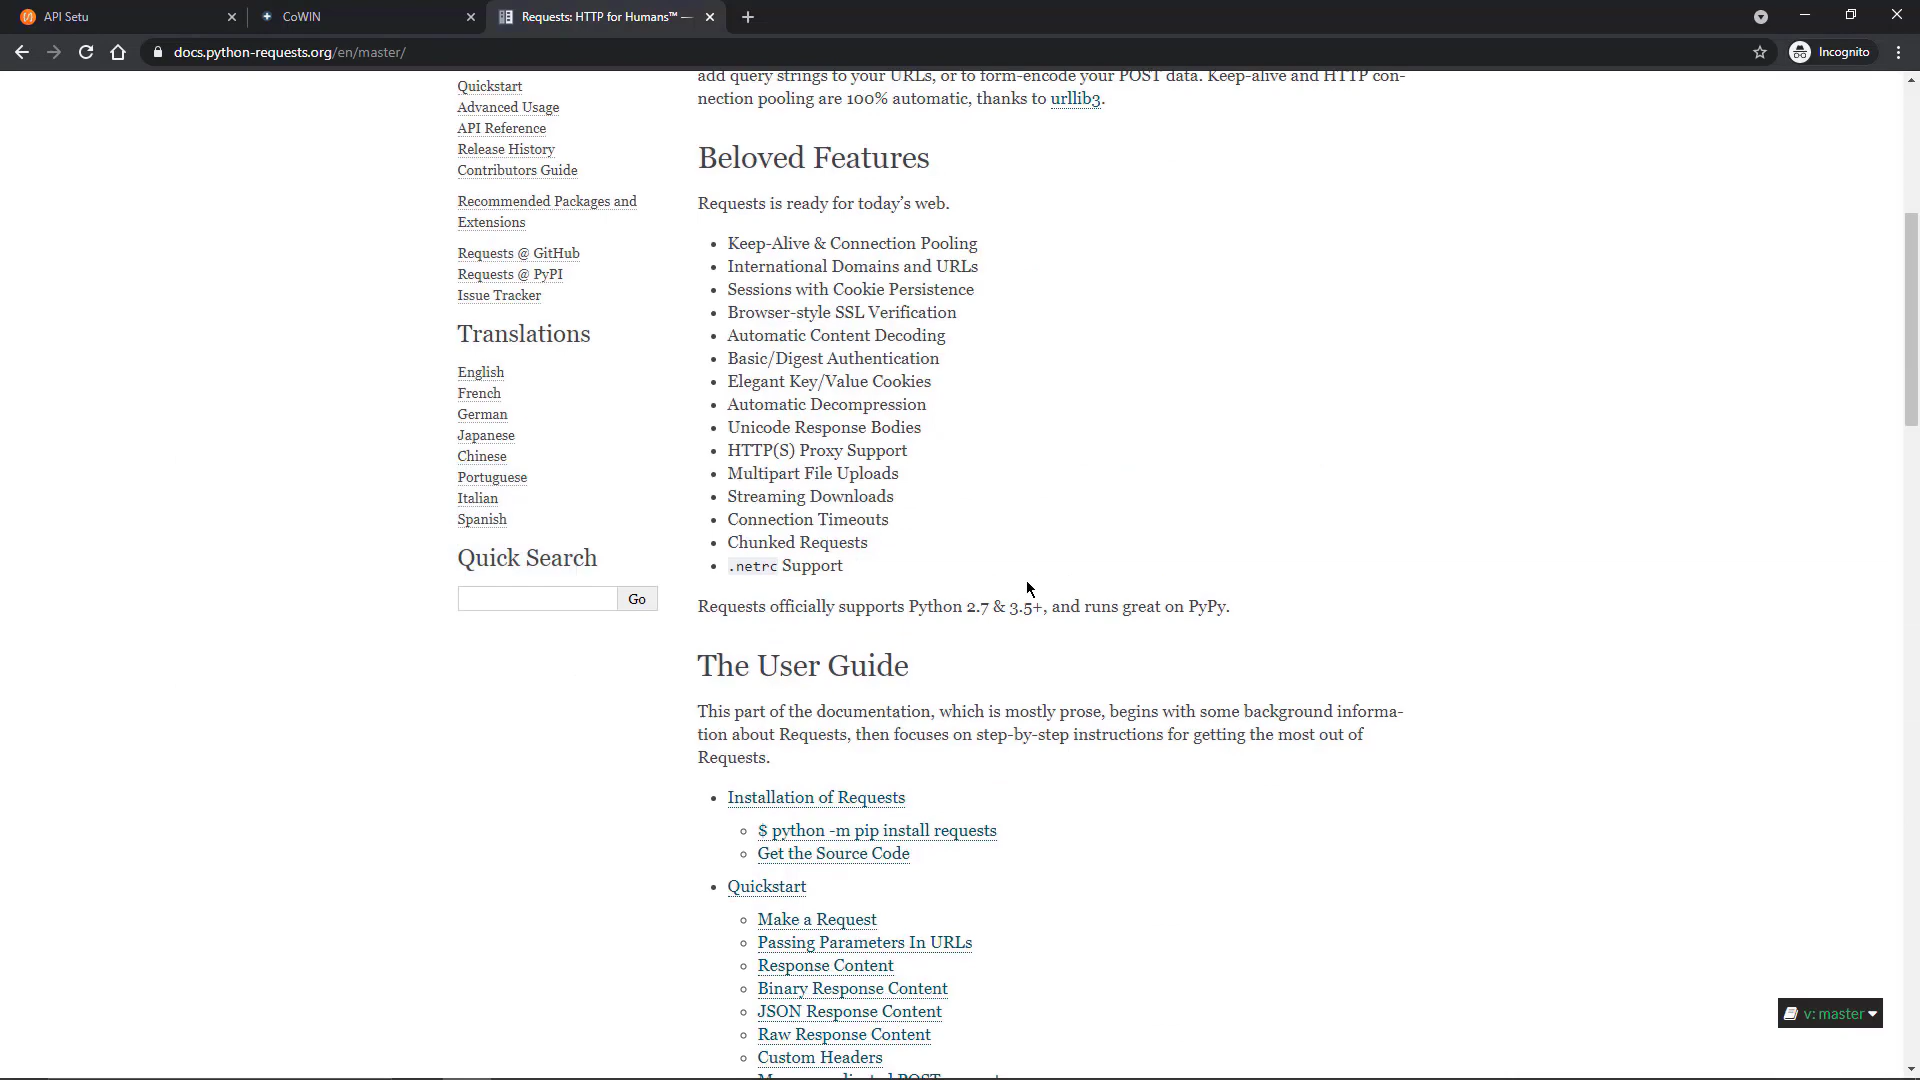 API Setu
CoWIN
Requests: HTTP for Humans™ —
docs.python-requests.org/en/master/
Incognito
Quickstart
Advanced Usage
API Reference
Release History
Contributors Guide
Recommended Packages and
Extensions
Requests @ GitHub
Requests @ PyPI
Issue Tracker
Translations
English
French
German
Japanese
Chinese
Portuguese
Italian
Spanish
Quick Search
Go
add query strings to your URLs, or to form-encode your POST data. Keep-alive and HTTP con-
nection pooling are 100% automatic, thanks to urllib3.
Beloved Features
Requests is ready for today’s web.
• Keep-Alive & Connection Pooling
• International Domains and URLs
• Sessions with Cookie Persistence
• Browser-style SSL Verification
• Automatic Content Decoding
• Basic/Digest Authentication
• Elegant Key/Value Cookies
• Automatic Decompression
• Unicode Response Bodies
• HTTP(S) Proxy Support
• Multipart File Uploads
• Streaming Downloads
• Connection Timeouts
• Chunked Requests
• .netrc Support
Requests officially supports Python 2.7 & 3.5+, and runs great on PyPy.
The User Guide
This part of the documentation, which is mostly prose, begins with some background informa-
tion about Requests, then focuses on step-by-step instructions for getting the most out of
Requests.
• Installation of Requests
◦ $ python -m pip install requests
◦ Get the Source Code
• Quickstart
◦ Make a Request
◦ Passing Parameters In URLs
◦ Response Content
◦ Binary Response Content
◦ JSON Response Content
◦ Raw Response Content
◦ Custom Headers
v: master